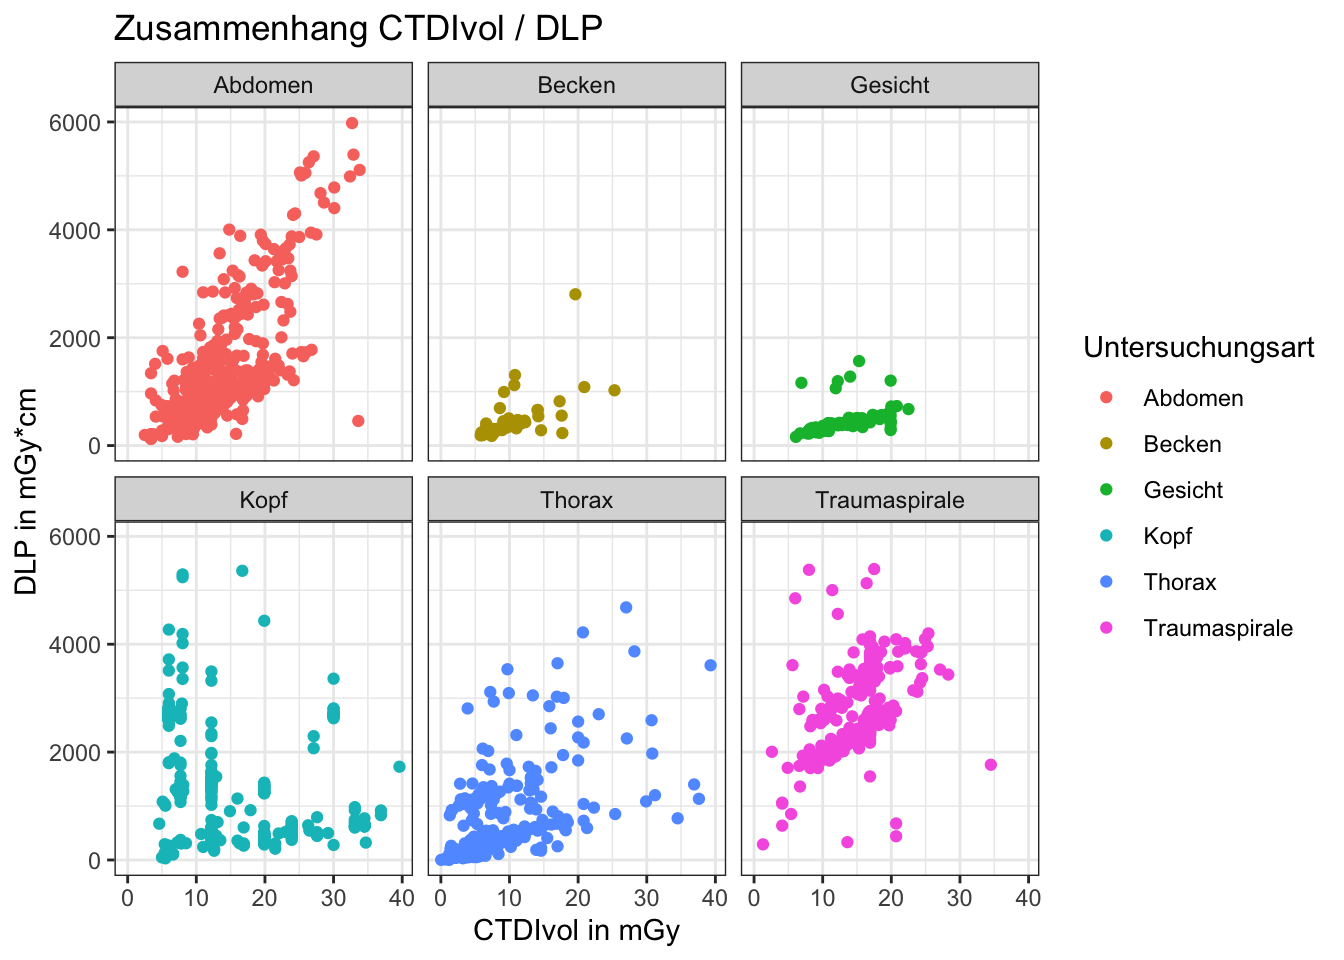 Zusammenhang CTDIvol / DLP
Abdomen Becken Gesicht
6000
4000
2000
0
Kopf Thorax Traumaspirale
6000
4000
2000
0
0 10 20 30 40 0 10 20 30 40 0 10 20 30 40
CTDIvol in mGy
DLP in mGy*cm
Untersuchungsart
Abdomen
Becken
Gesicht
Kopf
Thorax
Traumaspirale